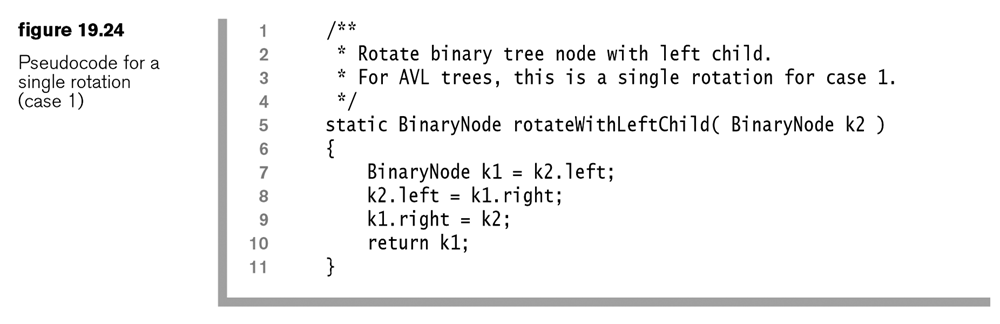 figure 19.24
Pseudocode for a
single rotation
(case 1)
1 /**
2 * Rotate binary tree node with left child.
3 * For AVL trees, this is a single rotation for case 1.
4 */
5 static BinaryNode rotateWithLeftChild( BinaryNode k2 )
6 {
7 BinaryNode k1 = k2.left;
8 k2.left = k1.right;
9 k1.right = k2;
10 return k1;
11 }